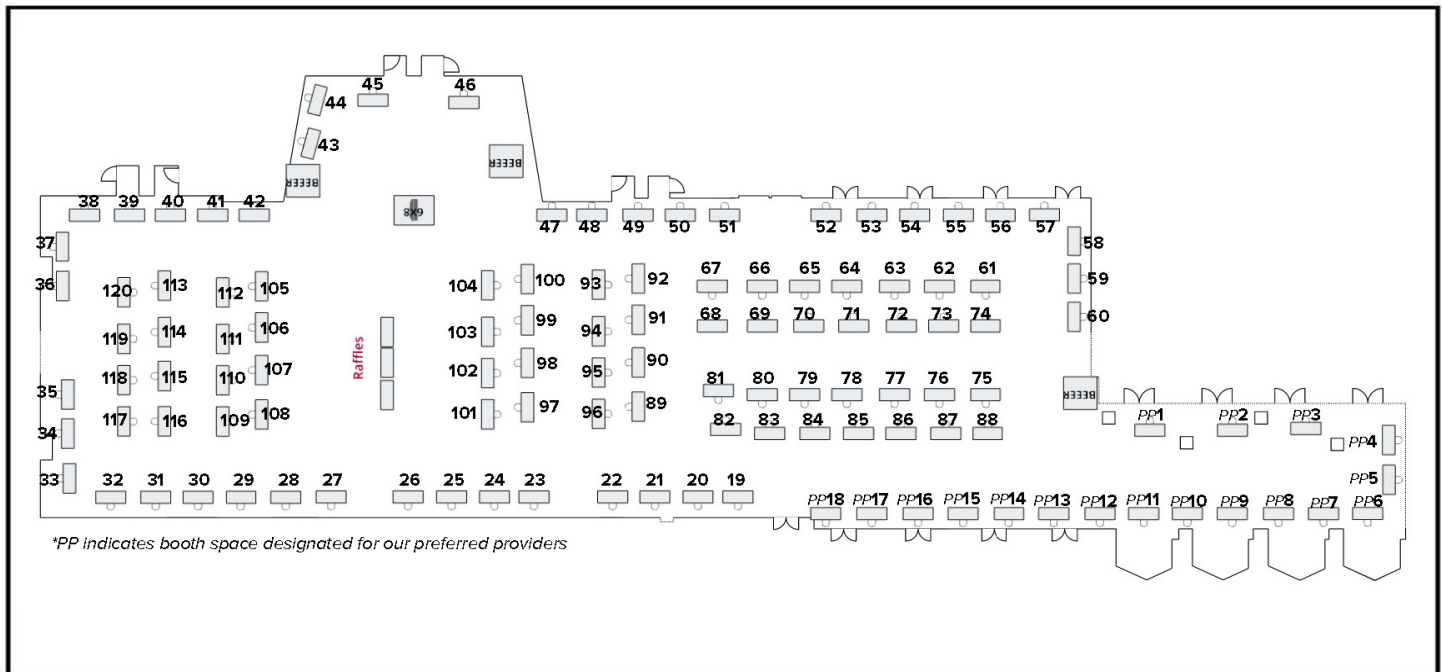 45
46
44
43
BEEER
BEEER
38 39 40 41 42
6X8
47 48 49 50 51
52 53 54 55 56 57
37
58
36
59
60
120 113 112 105
119 114 111 106
118 115 110 107
117 116 109 108
Raffles
104 100 93 92
103 99 94 91
102 98 95 90
101 97 96 89
67 66 65 64 63 62 61
68 69 70 71 72 73 74
81 80 79 78 77 76 75
82 83 84 85 86 87 88
BEEER
35
34
33
PP1 PP2 PP3
PP4
PP5
32 31 30 29 28 27 26 25 24 23 22 21 20 19
PP18 PP17 PP16 PP15 PP14 PP13 PP12 PP11 PP10 PP9 PP8 PP7 PP6
*PP indicates booth space designated for our preferred providers